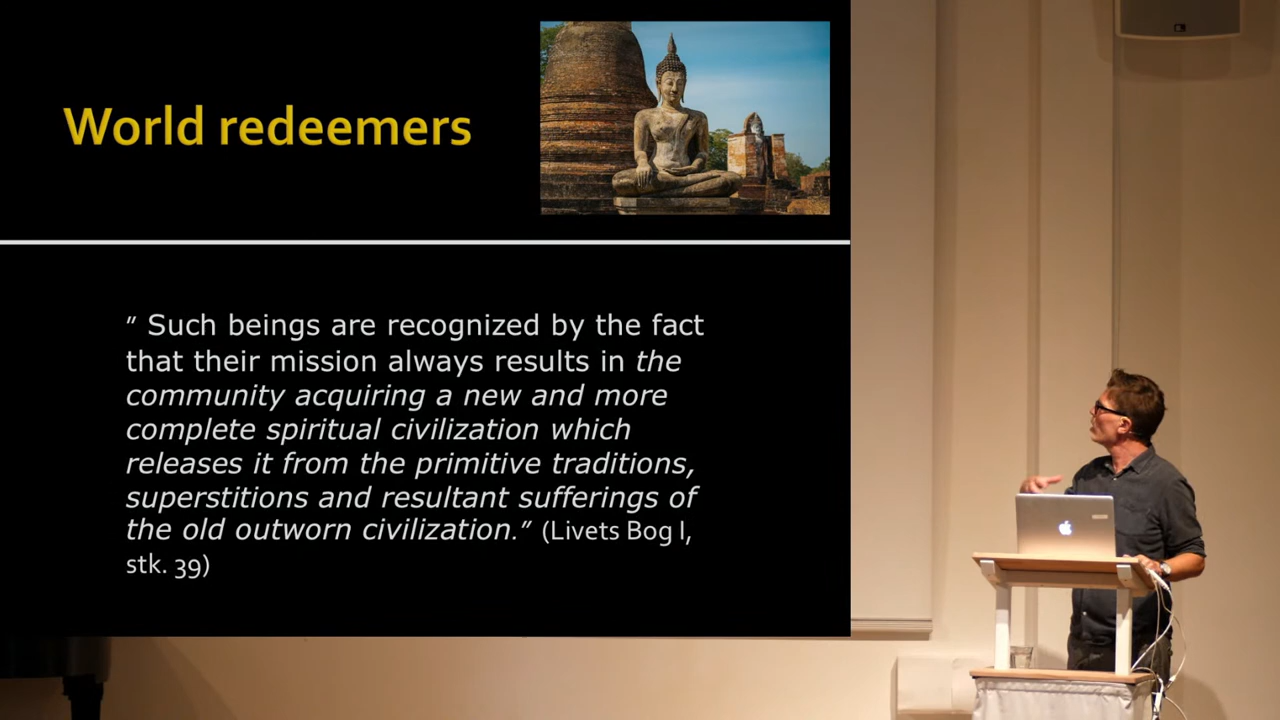 World redeemers
” Such beings are recognized by the fact
that their mission always results in the
community acquiring a new and more
complete spiritual civilization which
releases it from the primitive traditions,
superstitions and resultant sufferings of
the old outworn civilization.” (Livets Bog I,
stk. 39)